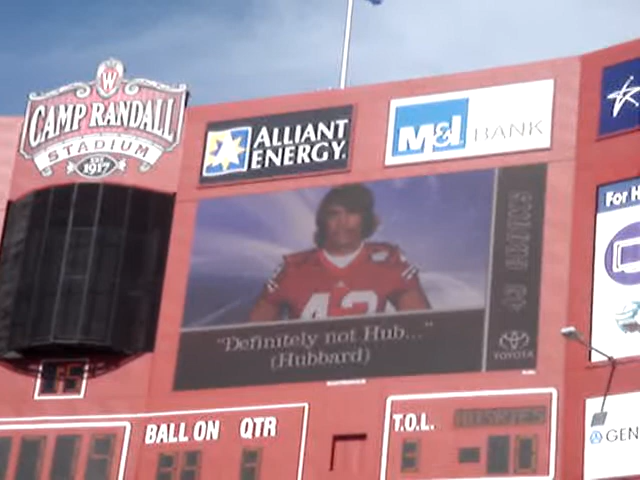 W
CAMP RANDALL
STADIUM
EST
1917
ALLIANT
ENERGY
M&I BANK
For H
42
"Definitely not Hub..."
(Hubbard)
TOYOTA
BALL ON QTR
T.O.L.
GEN